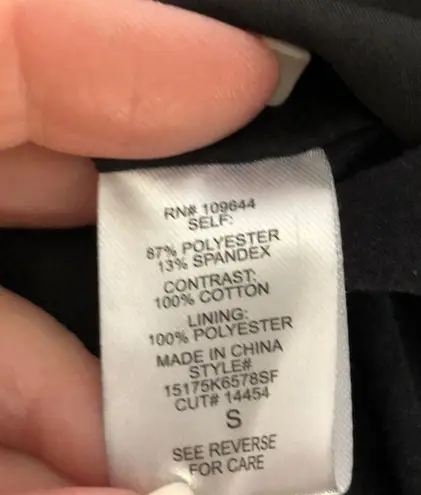 RN# 109644
SELF:
87% POLYESTER
13% SPANDEX
CONTRAST:
100% COTTON
LINING:
100% POLYESTER
MADE IN CHINA
STYLE#
15175K6578SF
CUT# 14454
S
SEE REVERSE
FOR CARE